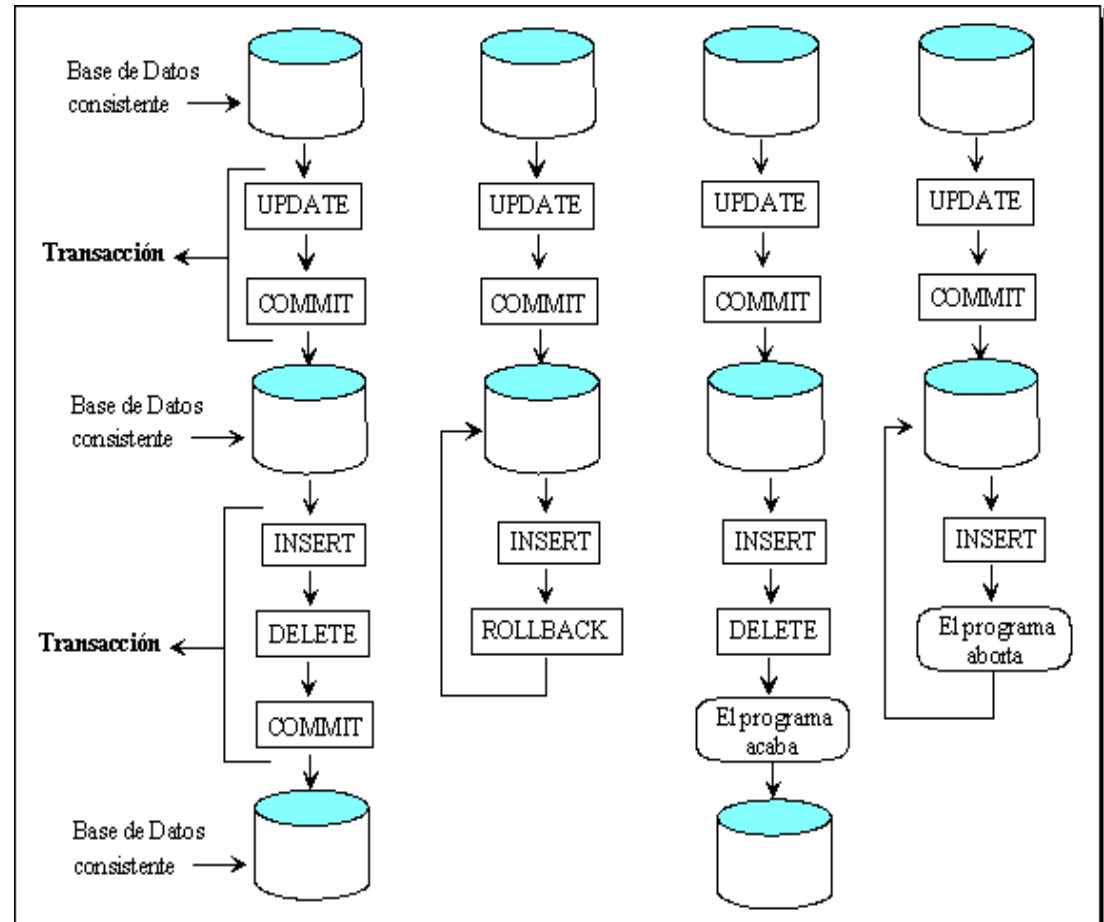 Base de Datos
consistente
UPDATE
UPDATE
UPDATE
UPDATE
Transacción
COMMIT
COMMIT
COMMIT
COMMIT
Base de Datos
consistente
INSERT
INSERT
INSERT
INSERT
Transacción
DELETE
ROLLBACK
DELETE
El programa
aborta
COMMIT
El programa
acaba
Base de Datos
consistente